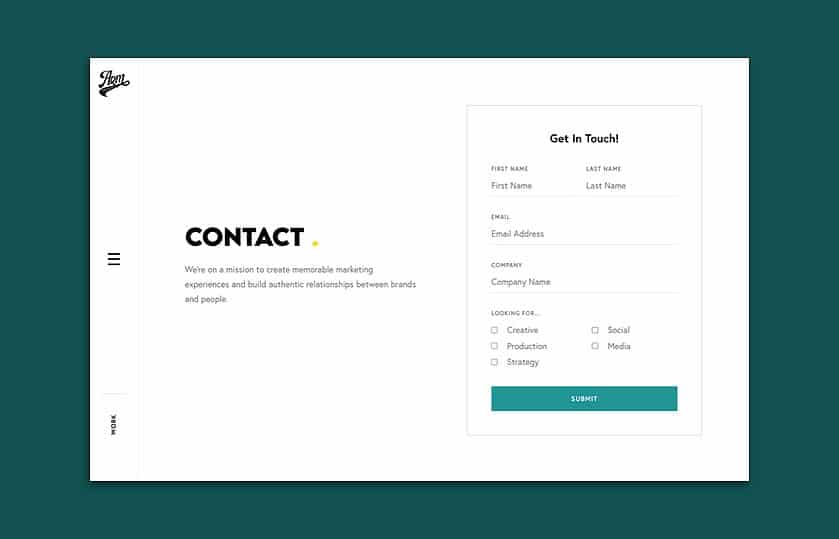 Agm
WORK
CONTACT .
We're on a mission to create memorable marketing
experiences and build authentic relationships between brands
and people.
Get In Touch!
FIRST NAME LAST NAME
First Name Last Name
EMAIL
Email Address
COMPANY
Company Name
LOOKING FOR...
Creative Social
Production Media
Strategy
SUBMIT